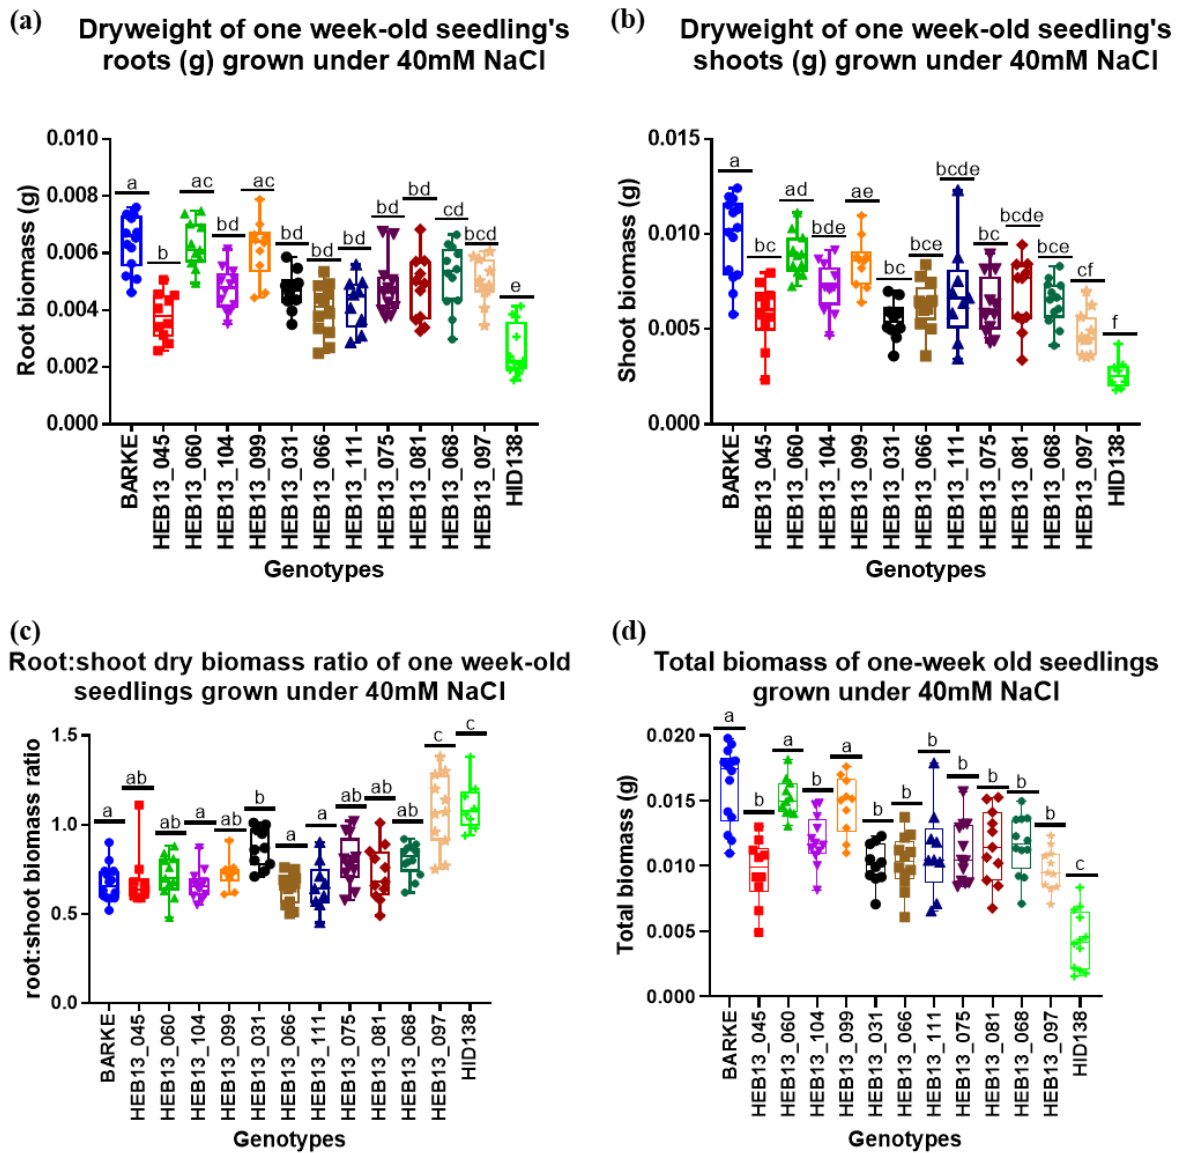 (a)
Dryweight of one week-old seedling's
roots (g) grown under 40mM NaCl
0.010
0.008
0.006
0.004
0.002
0.000
Root biomass (g)
a
b
ac
bd
ac
bd
bd
bd
bd
bd
cd
bcd
e
BARKE
HEB13_045
HEB13_060
HEB13_104
HEB13_099
HEB13_031
HEB13_066
HEB13_111
HEB13_075
HEB13_081
HEB13_068
HEB13_097
HID138
Genotypes
(b)
Dryweight of one week-old seedling's
shoots (g) grown under 40mM NaCl
0.015
0.010
0.005
0.000
Shoot biomass (g)
a
bc
ad
bde
ae
bc
bce
bcde
bc
bcde
bce
cf
f
BARKE
HEB13_045
HEB13_060
HEB13_104
HEB13_099
HEB13_031
HEB13_066
HEB13_111
HEB13_075
HEB13_081
HEB13_068
HEB13_097
HID138
Genotypes
(c)
Root:shoot dry biomass ratio of one week-old
seedlings grown under 40mM NaCl
1.5
1.0
0.5
0.0
root:shoot biomass ratio
a
ab
ab
a
ab
b
a
a
ab
ab
ab
c
c
BARKE
HEB13_045
HEB13_060
HEB13_104
HEB13_099
HEB13_031
HEB13_066
HEB13_111
HEB13_075
HEB13_081
HEB13_068
HEB13_097
HID138
Genotypes
(d)
Total biomass of one-week old seedlings
grown under 40mM NaCl
0.020
0.015
0.010
0.005
0.000
Total biomass (g)
a
b
a
b
a
b
b
b
b
b
b
b
c
BARKE
HEB13_045
HEB13_060
HEB13_104
HEB13_099
HEB13_031
HEB13_066
HEB13_111
HEB13_075
HEB13_081
HEB13_068
HEB13_097
HID138
Genotypes